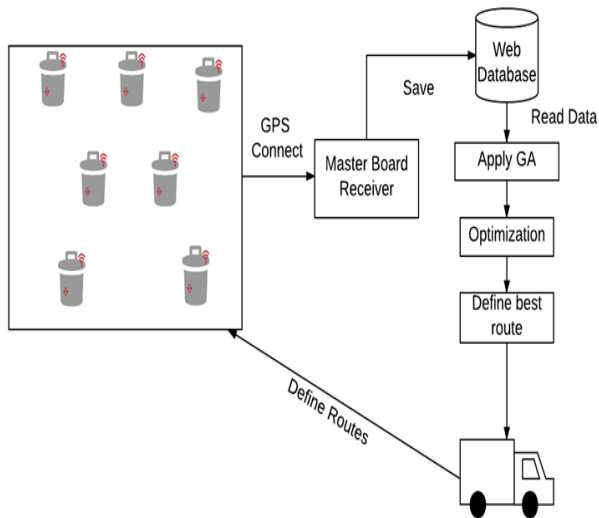 GPS
Connect
Master Board
Receiver
Save
Web
Database
Read Data
Apply GA
Optimization
Define best
route
Define Routes